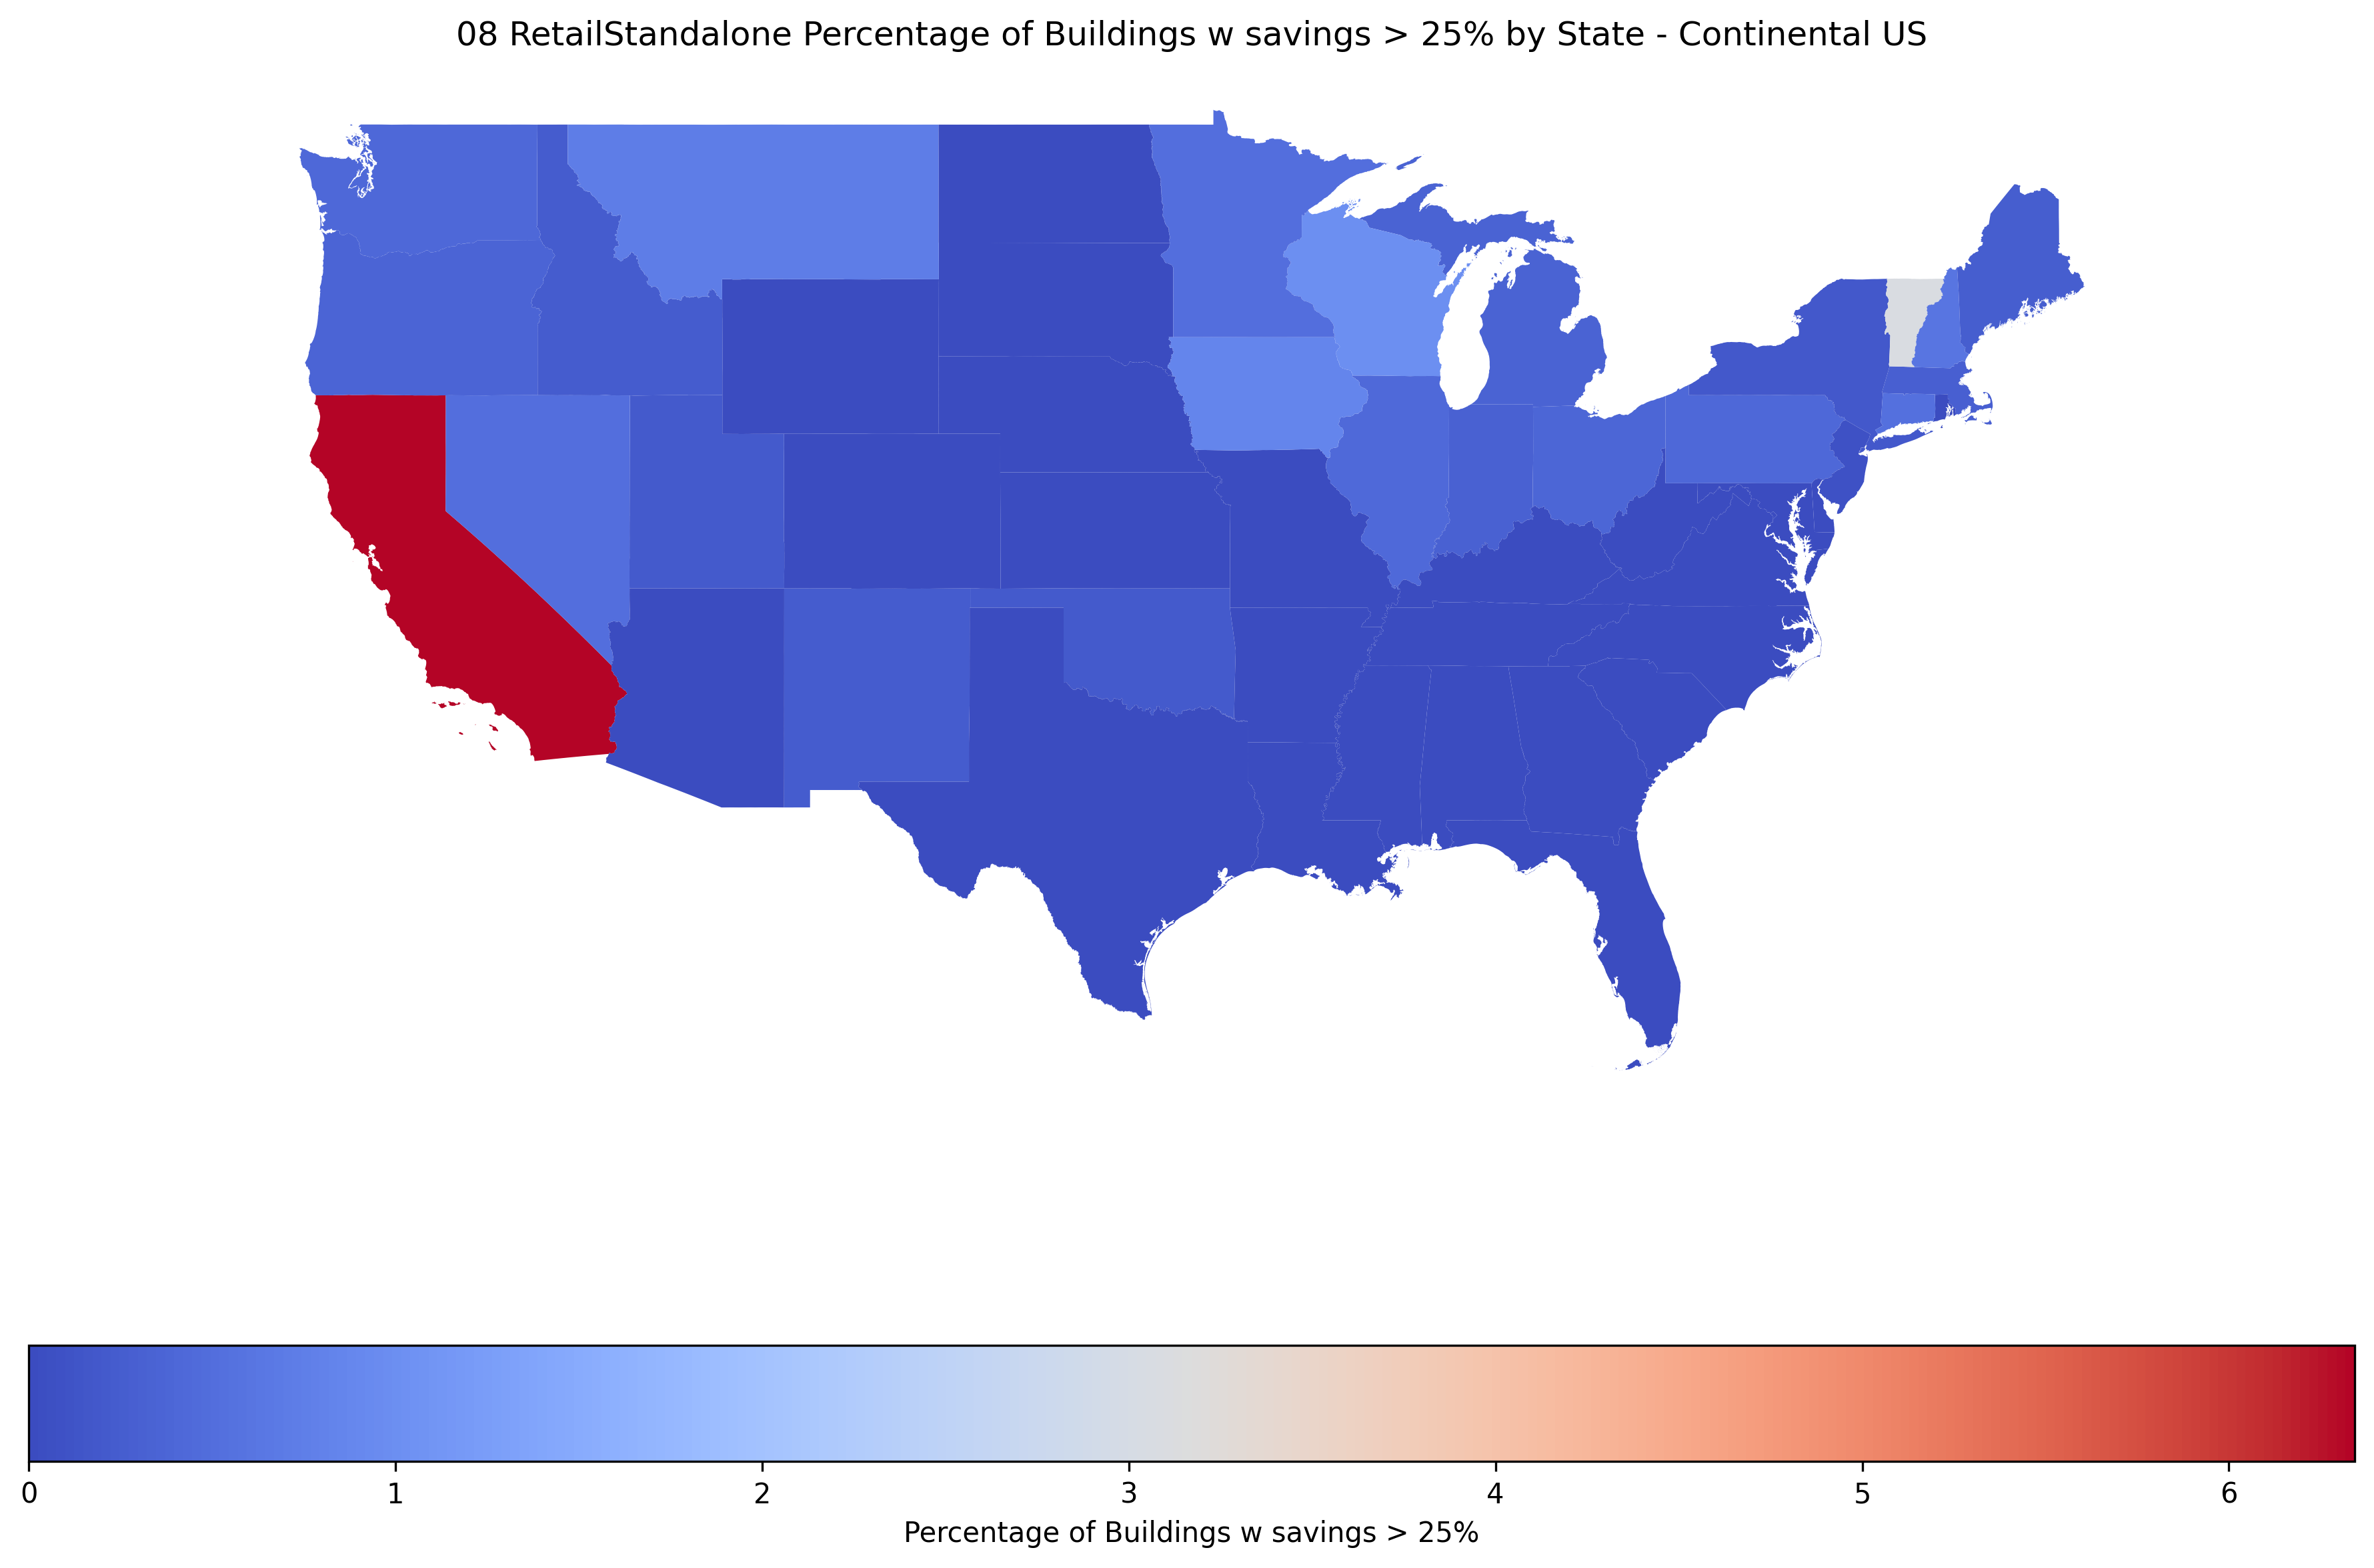 08 RetailStandalone Percentage of Buildings w savings > 25% by State - Continental US
0 1 2 3 4 5 6
Percentage of Buildings w savings > 25%